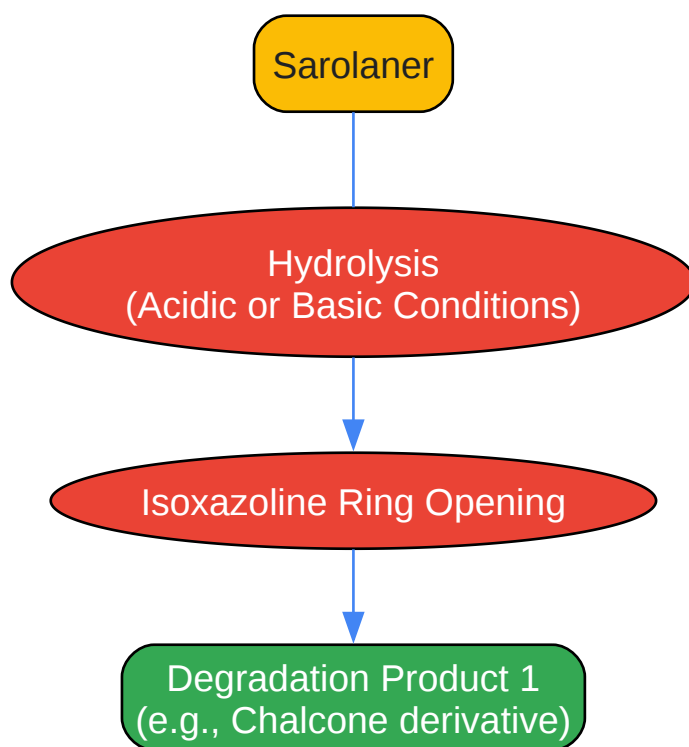 Sarolaner
Hydrolysis
(Acidic or Basic Conditions)
Isoxazoline Ring Opening
Degradation Product 1
(e.g., Chalcone derivative)